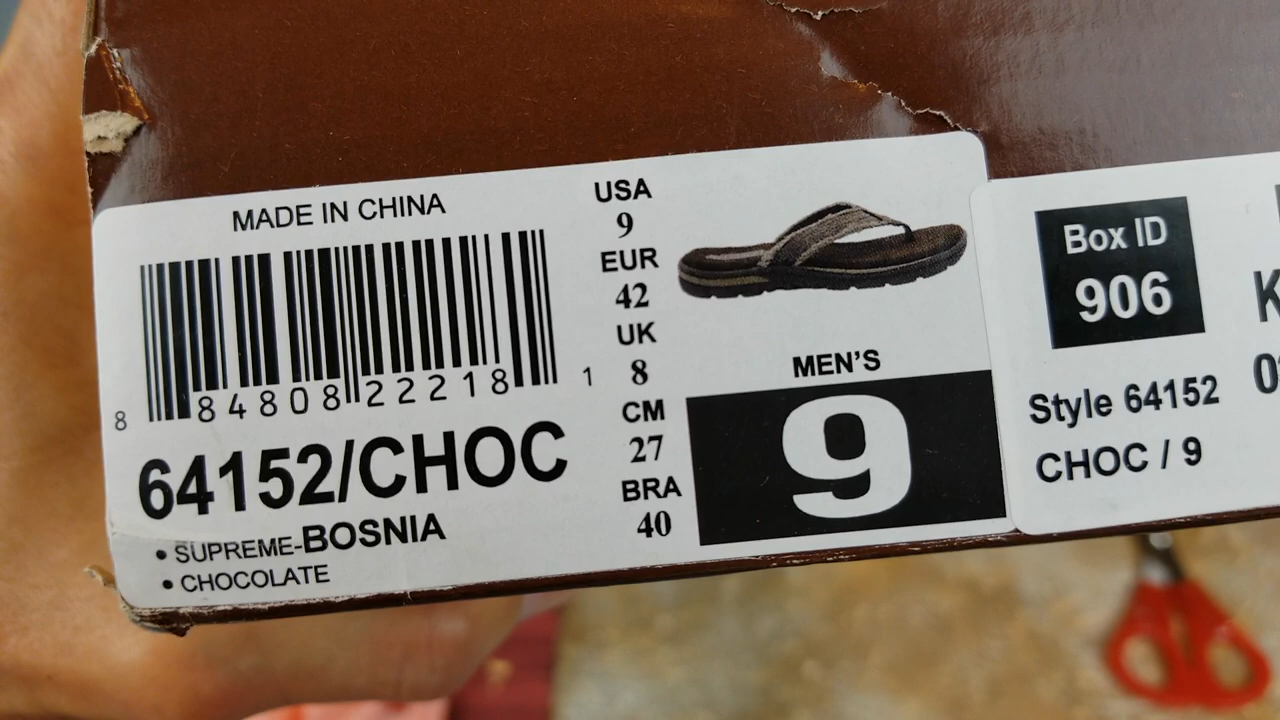 MADE IN CHINA
8 84808 22218 1
64152/CHOC
• SUPREME-BOSNIA
• CHOCOLATE
USA
9
EUR
42
UK
8
CM
27
BRA
40
MEN'S
9
Box ID
906
Style 64152
CHOC / 9